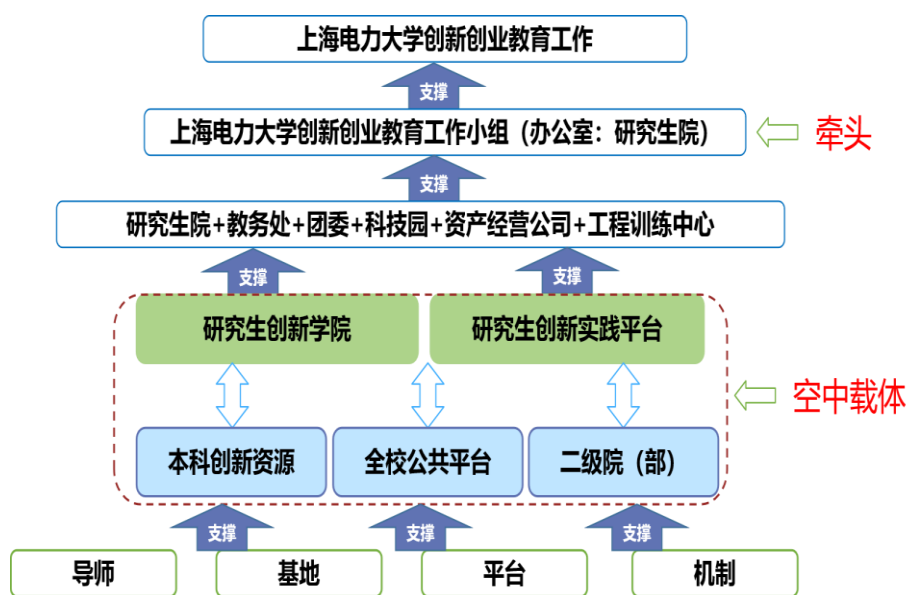 上海电力大学创新创业教育工作
支撑
上海电力大学创新创业教育工作小组（办公室：研究生院）
牵头
支撑
研究生院+教务处+团委+科技园+资产经营公司+工程训练中心
支撑
支撑
研究生创新学院
研究生创新实践平台
空中载体
本科创新资源
全校公共平台
二级院（部）
支撑
支撑
支撑
导师
基地
平台
机制